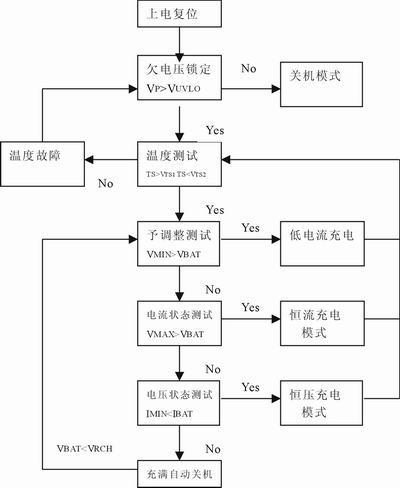 上电复位
欠电压锁定
VP>VUVLO
No
关机模式
Yes
温度故障
温度测试
TS>VTS1 TS<VTS2
No
Yes
予调整测试
VMIN>VBAT
Yes
低电流充电
No
电流状态测试
VMAX>VBAT
Yes
恒流充电
模式
No
电压状态测试
IMIN<IBAT
Yes
恒压充电
模式
No
VBAT<VRCH
充满自动关机